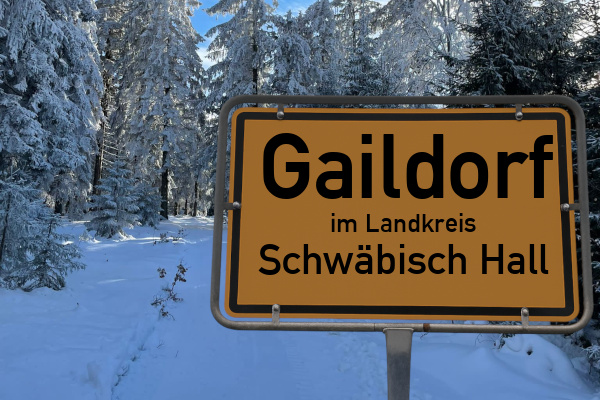 Gaildorf
im Landkreis
Schwäbisch Hall